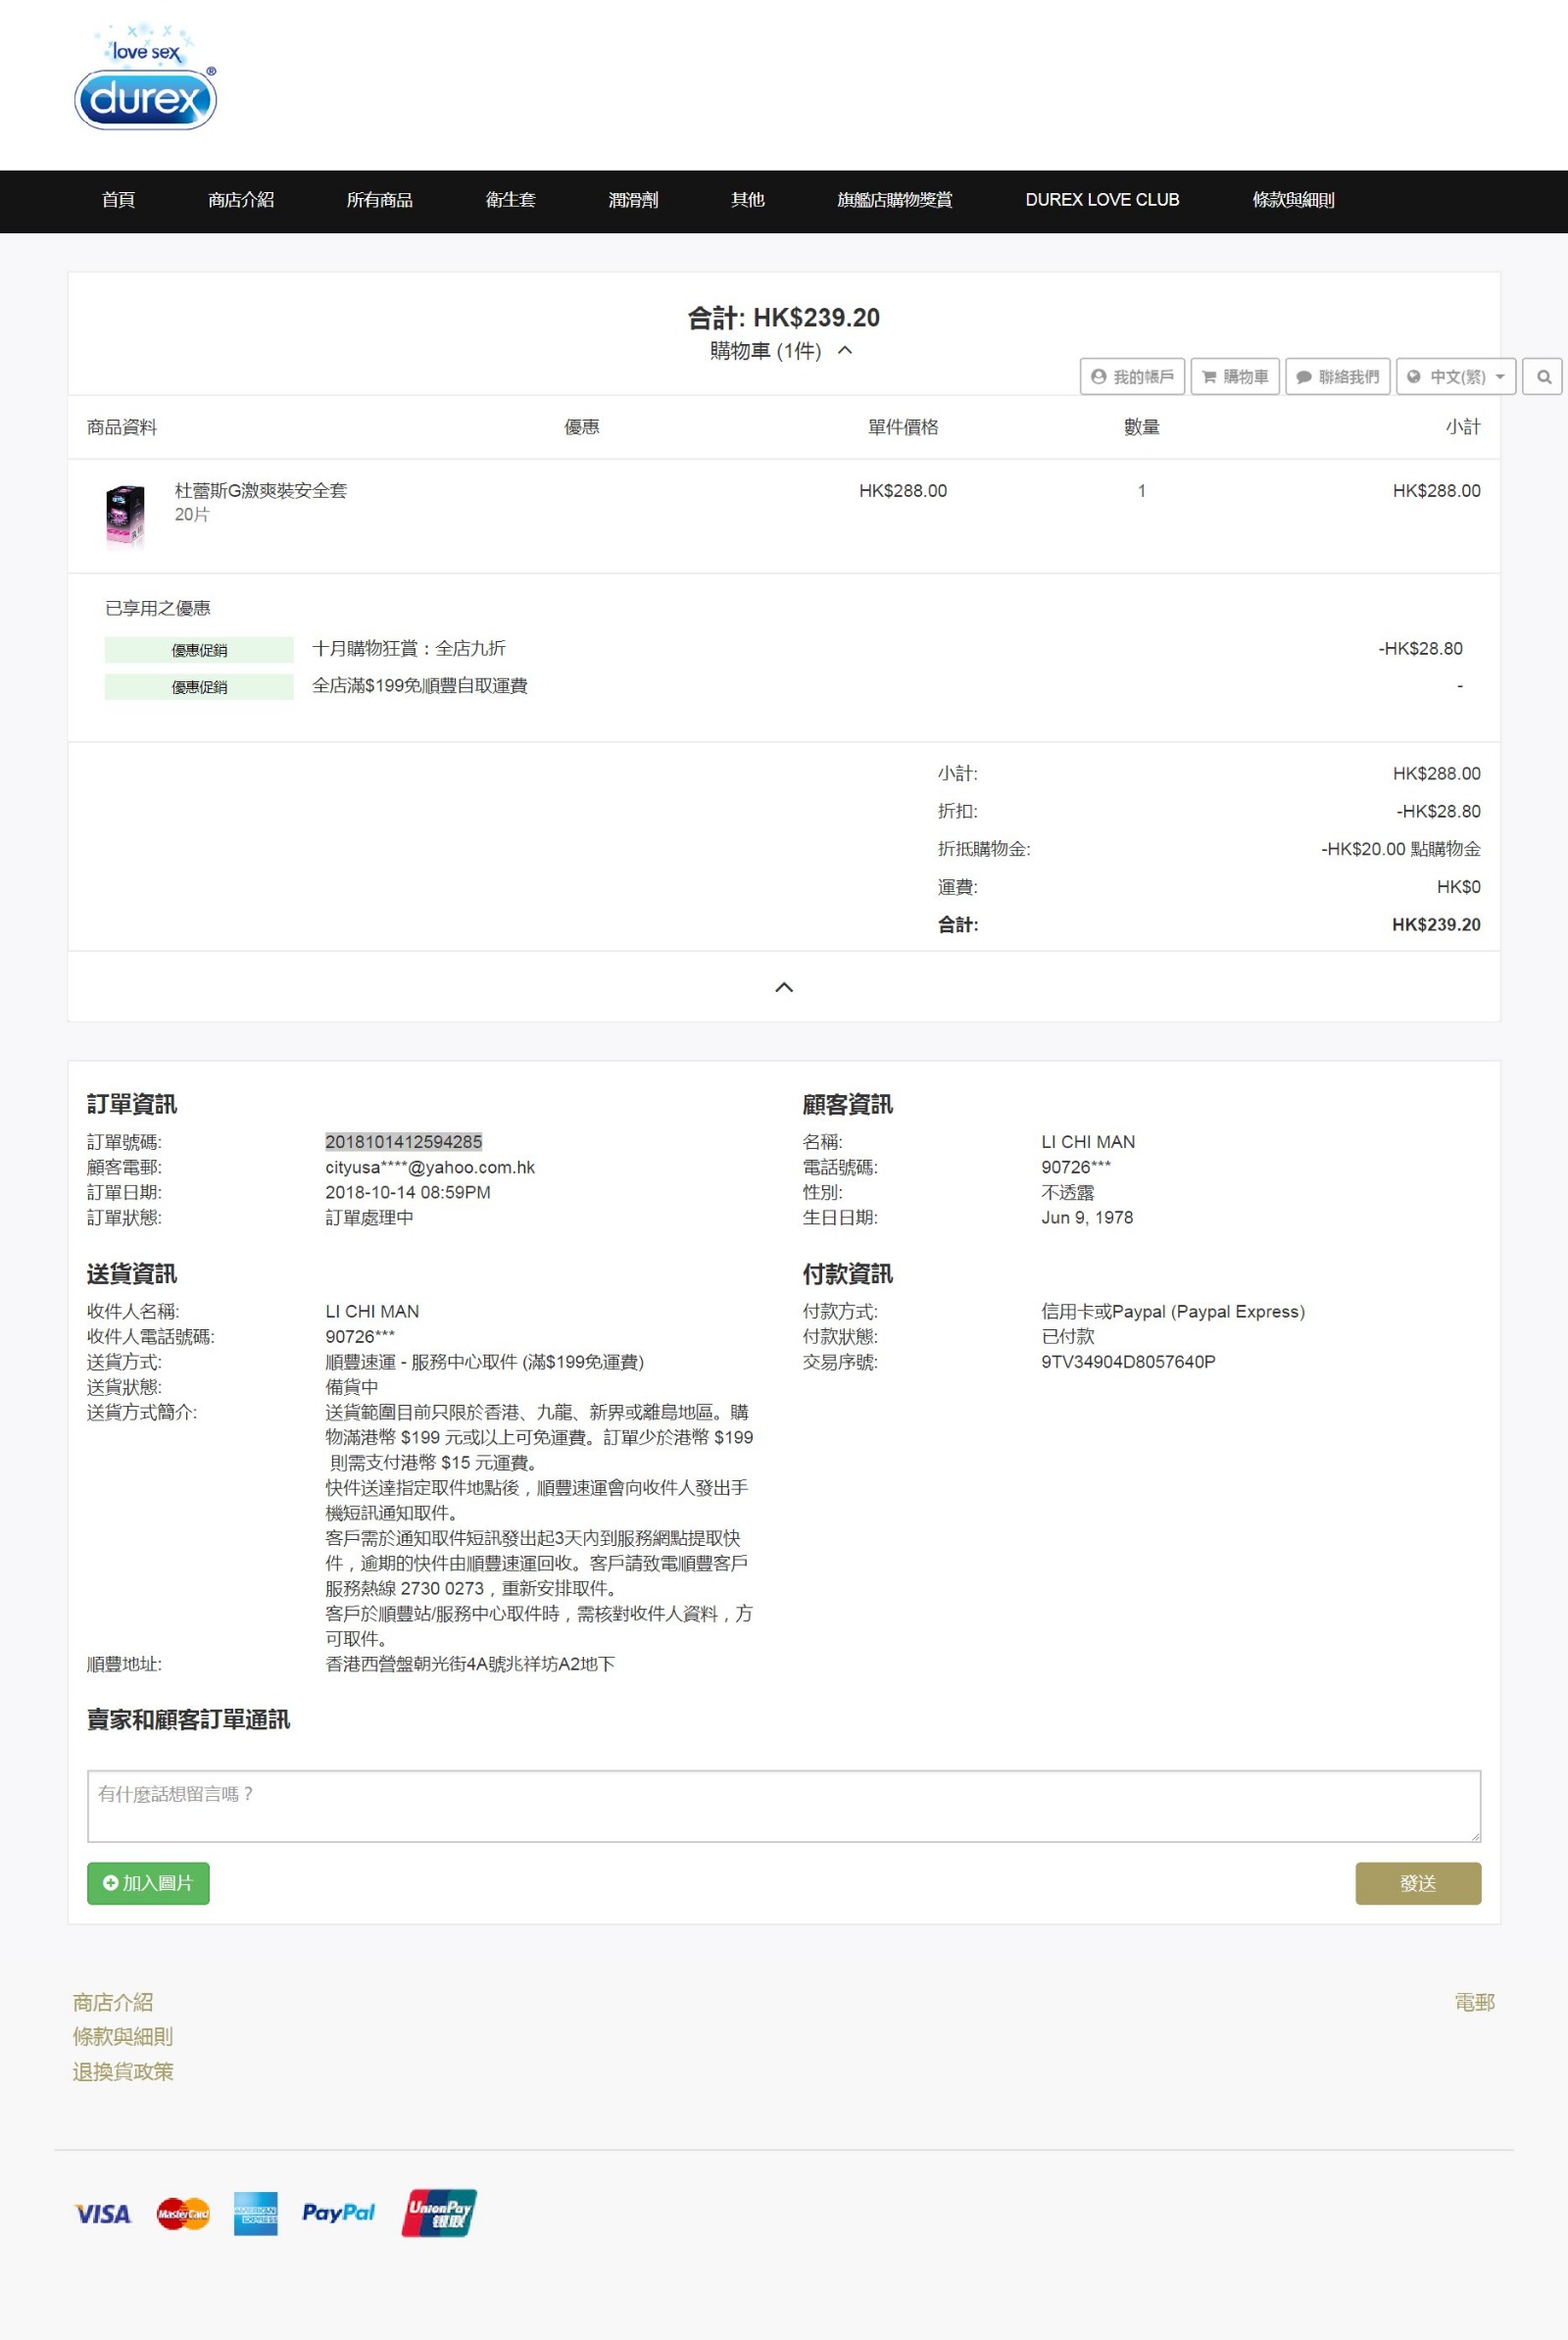 love sex
durex®
首頁 商店介紹 所有商品 衛生套 潤滑劑 其他 旗艦店購物獎賞 DUREX LOVE CLUB 條款與細則
合計: HK$239.20
購物車 (1件)
我的帳戶 購物車 聯絡我們 中文(繁)
商品資料 優惠 單件價格 數量 小計
杜蕾斯G激爽裝安全套 HK$288.00 1 HK$288.00
20片
已享用之優惠
優惠促銷 十月購物狂賞：全店九折 -HK$28.80
優惠促銷 全店滿$199免順豐自取運費 -
小計: HK$288.00
折扣: -HK$28.80
折抵購物金: -HK$20.00 點購物金
運費: HK$0
合計: HK$239.20
訂單資訊
訂單號碼: 2018101412594285
顧客電郵: cityusa****@yahoo.com.hk
訂單日期: 2018-10-14 08:59PM
訂單狀態: 訂單處理中
顧客資訊
名稱: LI CHI MAN
電話號碼: 90726***
性別: 不透露
生日日期: Jun 9, 1978
送貨資訊
收件人名稱: LI CHI MAN
收件人電話號碼: 90726***
送貨方式: 順豐速運 - 服務中心取件 (滿$199免運費)
送貨狀態: 備貨中
送貨方式簡介: 送貨範圍目前只限於香港、九龍、新界或離島地區。購
物滿港幣 $199 元或以上可免運費。訂單少於港幣 $199
則需支付港幣 $15 元運費。
快件送達指定取件地點後，順豐速運會向收件人發出手
機短訊通知取件。
客戶需於通知取件短訊發出起3天內到服務網點提取快
件，逾期的快件由順豐速運回收。客戶請致電順豐客戶
服務熱線 2730 0273，重新安排取件。
客戶於順豐站/服務中心取件時，需核對收件人資料，方
可取件。
順豐地址: 香港西營盤朝光街4A號兆祥坊A2地下
付款資訊
付款方式: 信用卡或Paypal (Paypal Express)
付款狀態: 已付款
交易序號: 9TV34904D8057640P
賣家和顧客訂單通訊
有什麼話想留言嗎？
加入圖片 發送
商店介紹 電郵
條款與細則
退換貨政策
VISA MasterCard AMERICAN EXPRESS PayPal UnionPay
银联